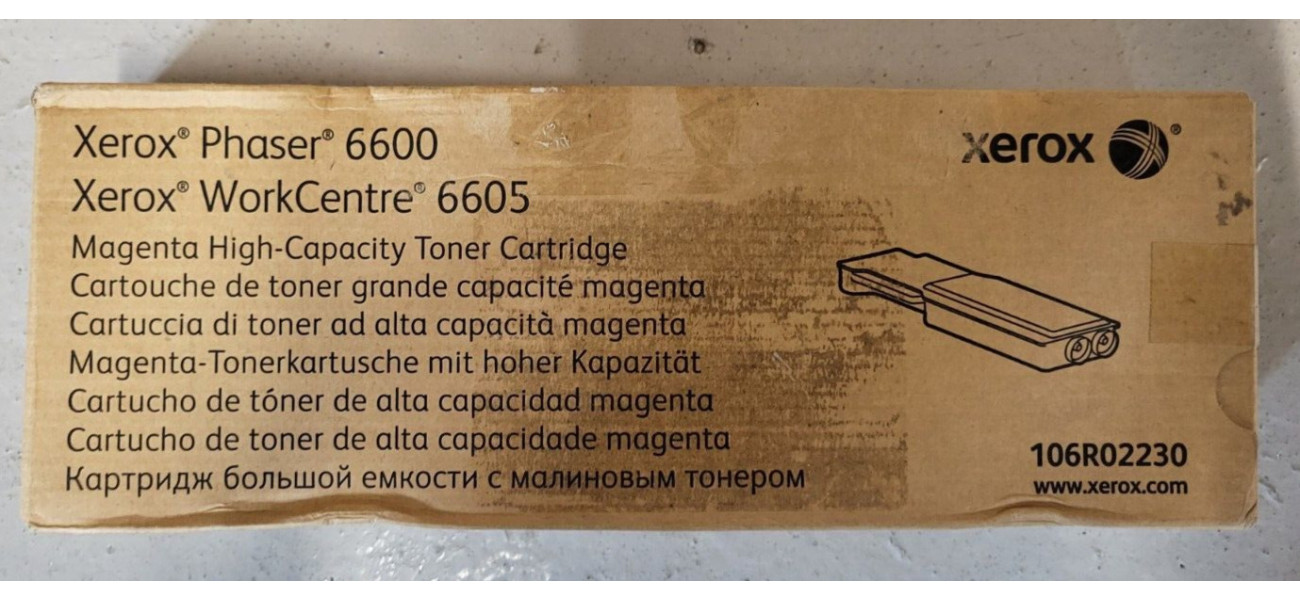 Xerox® Phaser® 6600
Xerox® WorkCentre® 6605
Magenta High-Capacity Toner Cartridge
Cartouche de toner grande capacité magenta
Cartuccia di toner ad alta capacità magenta
Magenta-Tonerkartusche mit hoher Kapazität
Cartucho de tóner de alta capacidad magenta
Cartucho de toner de alta capacidade magenta
Картридж большой емкости с малиновым тонером
xerox®
106R02230
www.xerox.com